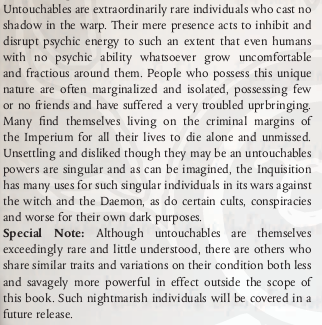 Untouchables are extraordinarily rare individuals who cast no
shadow in the warp. Their mere presence acts to inhibit and
disrupt psychic energy to such an extent that even humans
with no psychic ability whatsoever grow uncomfortable
and fractious around them. People who possess this unique
nature are often marginalized and isolated, possessing few
or no friends and have suffered a very troubled uprbringing.
Many find themselves living on the criminal margins of
the Imperium for all their lives to die alone and unmissed.
Unsettling and disliked though they may be an untouchables
powers are singular and as can be imagined, the Inquisition
has many uses for such singular individuals in its wars against
the witch and the Daemon, as do certain cults, conspiracies
and worse for their own dark purposes.
Special Note: Although untouchables are themselves
exceedingly rare and little understood, there are others who
share similar traits and variations on their condition both less
and savagely more powerful in effect outside the scope of
this book. Such nightmarish individuals will be covered in a
future release.